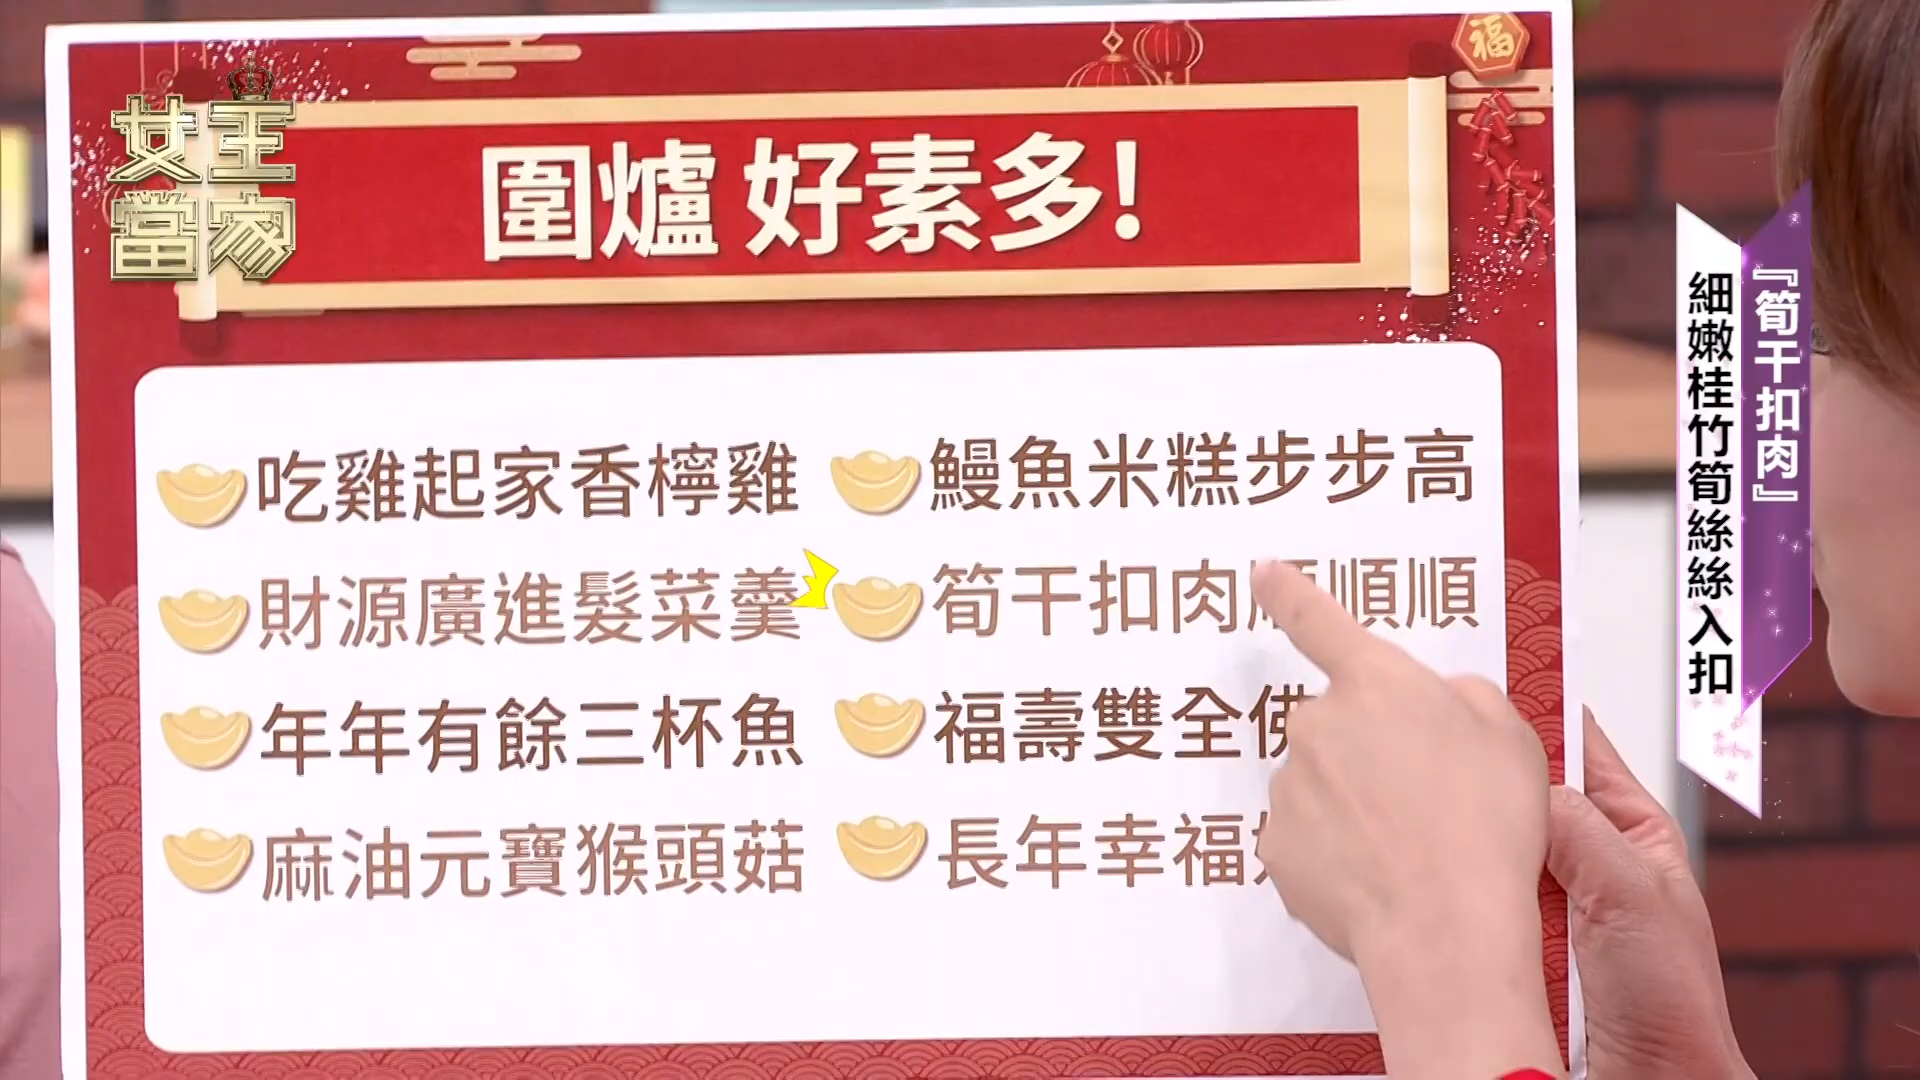 女王
當家
福
圍爐 好素多!
吃雞起家香檸雞
鰻魚米糕步步高
財源廣進髮菜羹
筍干扣肉順順順
年年有餘三杯魚
福壽雙全佛
麻油元寶猴頭菇
長年幸福
『筍干扣肉』
細嫩桂竹筍絲絲入扣